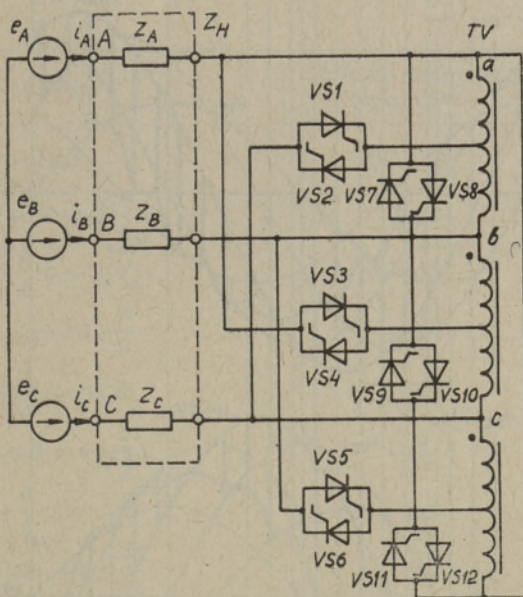 TV
e_A i_A A Z_A Z_H
a
VS1
VS2 VS7 VS8
e_B i_B B Z_B b
VS3
VS4 VS9 VS10
e_C i_C C Z_C c
VS5
VS6 VS11 VS12